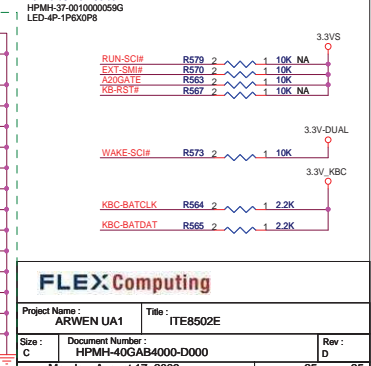 HPMH-37-0010000059G
LED-4P-1P6X0P8
3.3VS
RUN-SCI# R579 2 1 10K NA
EXT-SMI# R570 2 1 10K
A20GATE R563 2 1 10K
KB-RST# R567 2 1 10K NA
3.3V-DUAL
WAKE-SCI# R573 2 1 10K
3.3V_KBC
KBC-BATCLK R564 2 1 2.2K
KBC-BATDAT R565 2 1 2.2K
FLEX Computing
Project Name : ARWEN UA1 Title : ITE8502E
Size : C Document Number : HPMH-40GAB4000-D000 Rev : D